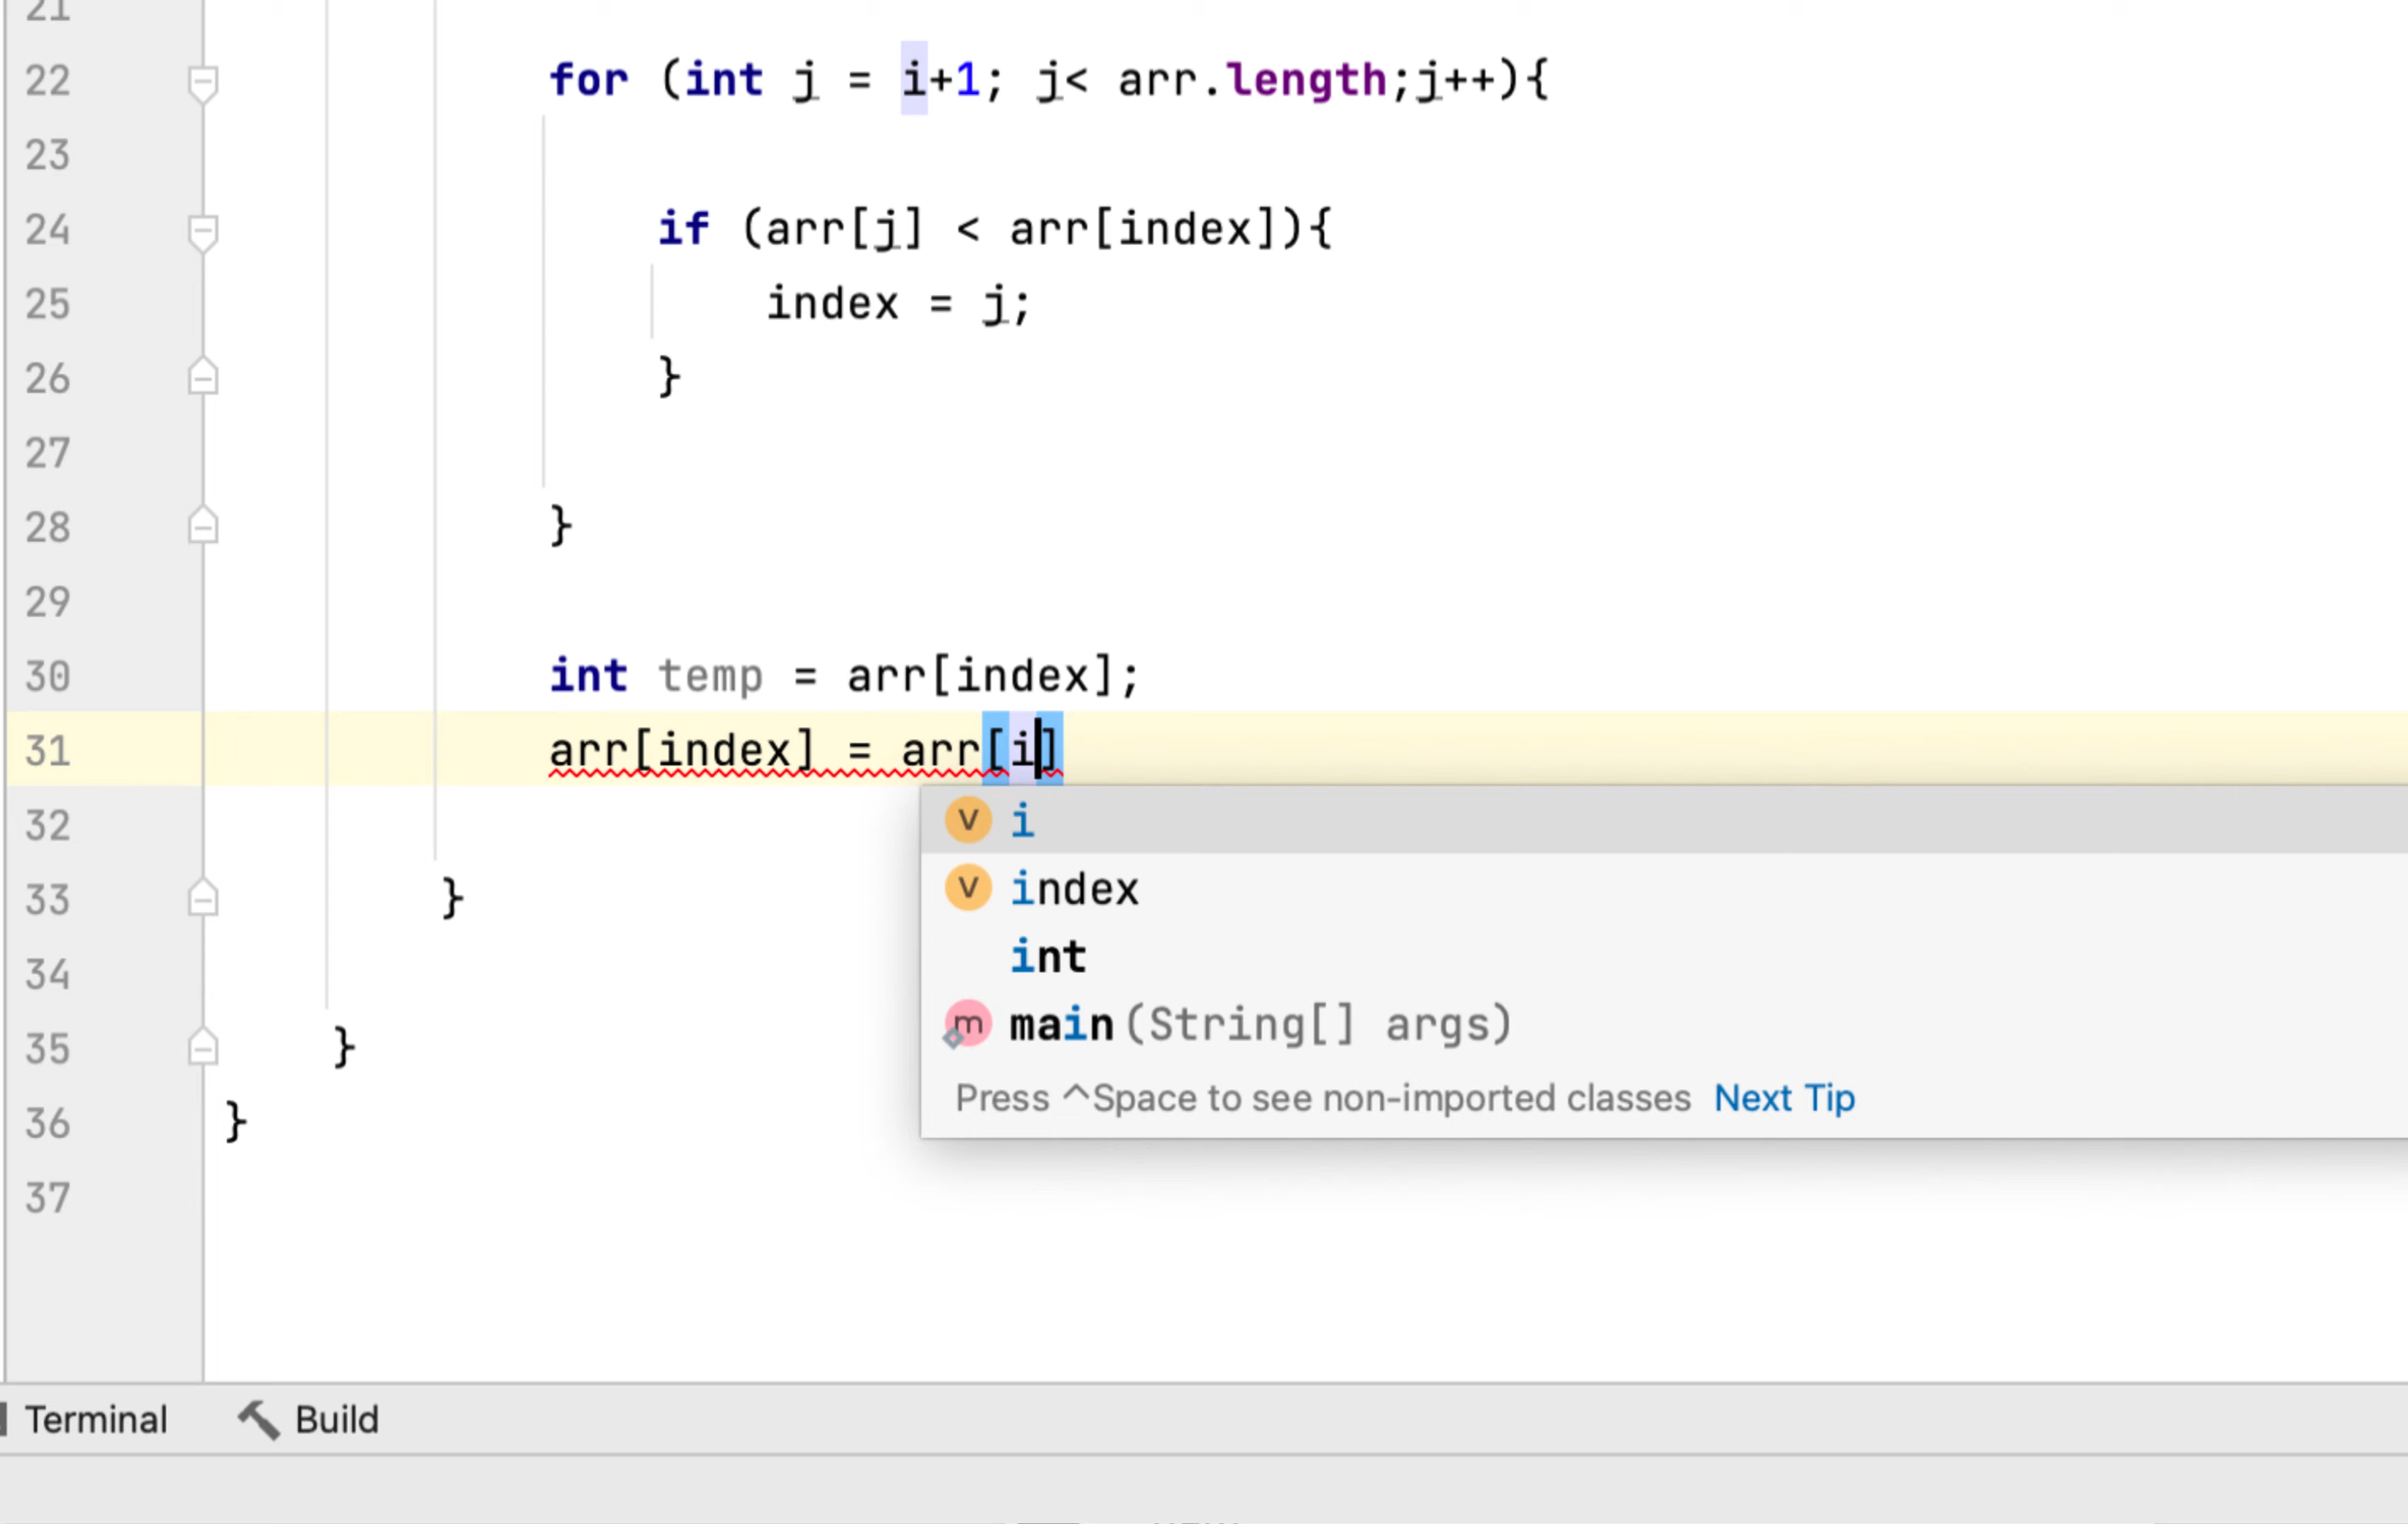 21
22 for (int j = i+1; j< arr.length;j++){
23
24 if (arr[j] < arr[index]){
25 index = j;
26 }
27
28 }
29
30 int temp = arr[index];
31 arr[index] = arr[i]
32 v i
33 } v index
int
34 m main(String[] args)
35 }
Press ^Space to see non-imported classes Next Tip
36 }
37
Terminal Build